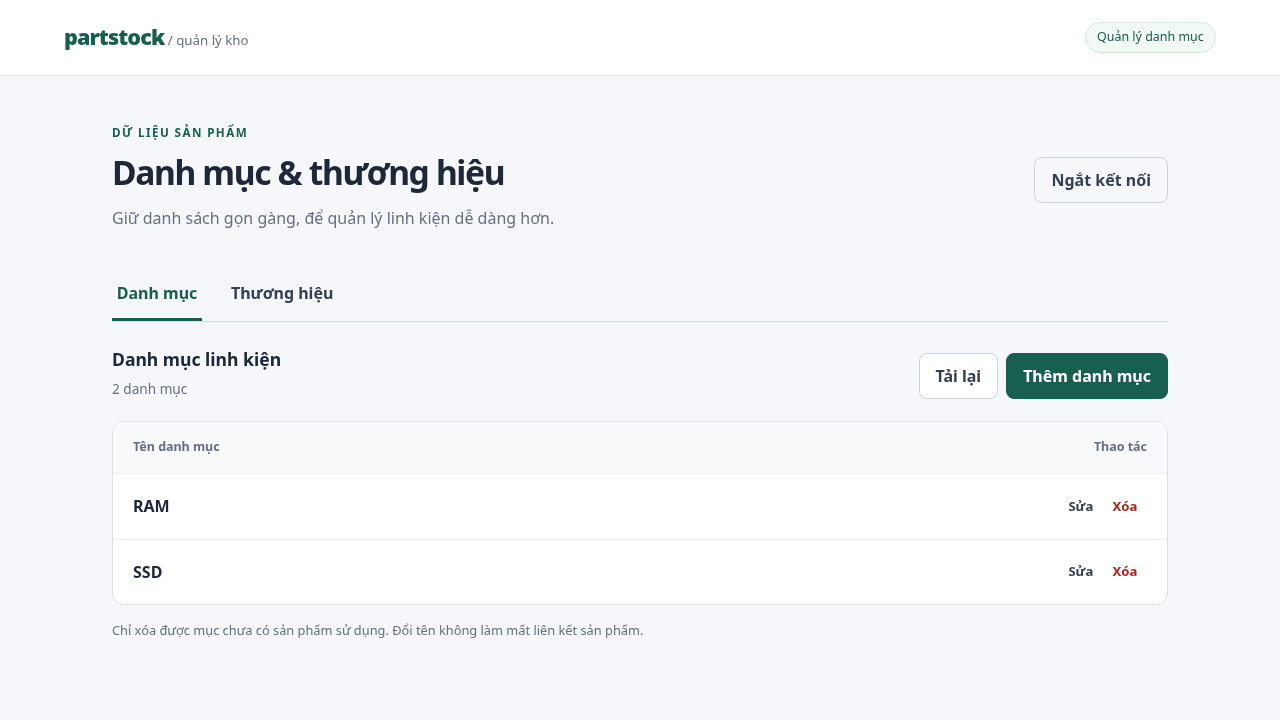 partstock / quản lý kho
Quản lý danh mục
DỮ LIỆU SẢN PHẨM
Danh mục & thương hiệu
Giữ danh sách gọn gàng, để quản lý linh kiện dễ dàng hơn.
Ngắt kết nối
Danh mục Thương hiệu
Danh mục linh kiện
2 danh mục
Tải lại Thêm danh mục
Tên danh mục Thao tác
RAM Sửa Xóa
SSD Sửa Xóa
Chỉ xóa được mục chưa có sản phẩm sử dụng. Đổi tên không làm mất liên kết sản phẩm.